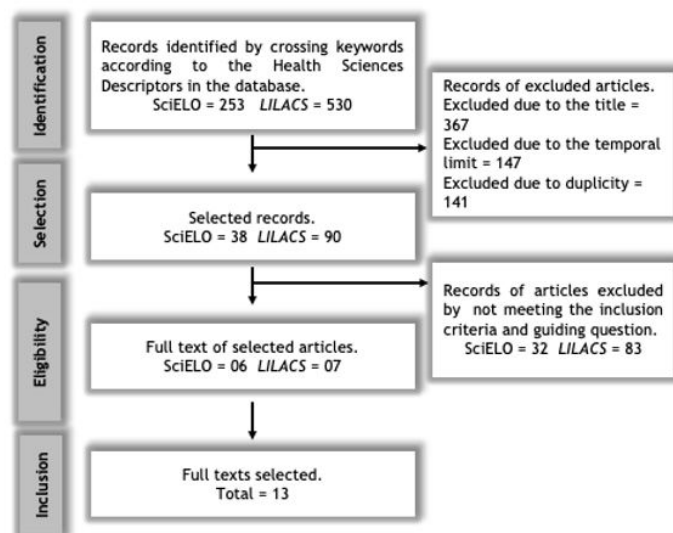 Identification
Records identified by crossing keywords
according to the Health Sciences
Descriptors in the database.
SciELO = 253 LILACS = 530
Records of excluded articles.
Excluded due to the title =
367
Excluded due to the temporal
limit = 147
Excluded due to duplicity =
141
Selection
Selected records.
SciELO = 38 LILACS = 90
Records of articles excluded
by not meeting the inclusion
criteria and guiding question.
SciELO = 32 LILACS = 83
Eligibility
Full text of selected articles.
SciELO = 06 LILACS = 07
Inclusion
Full texts selected.
Total = 13